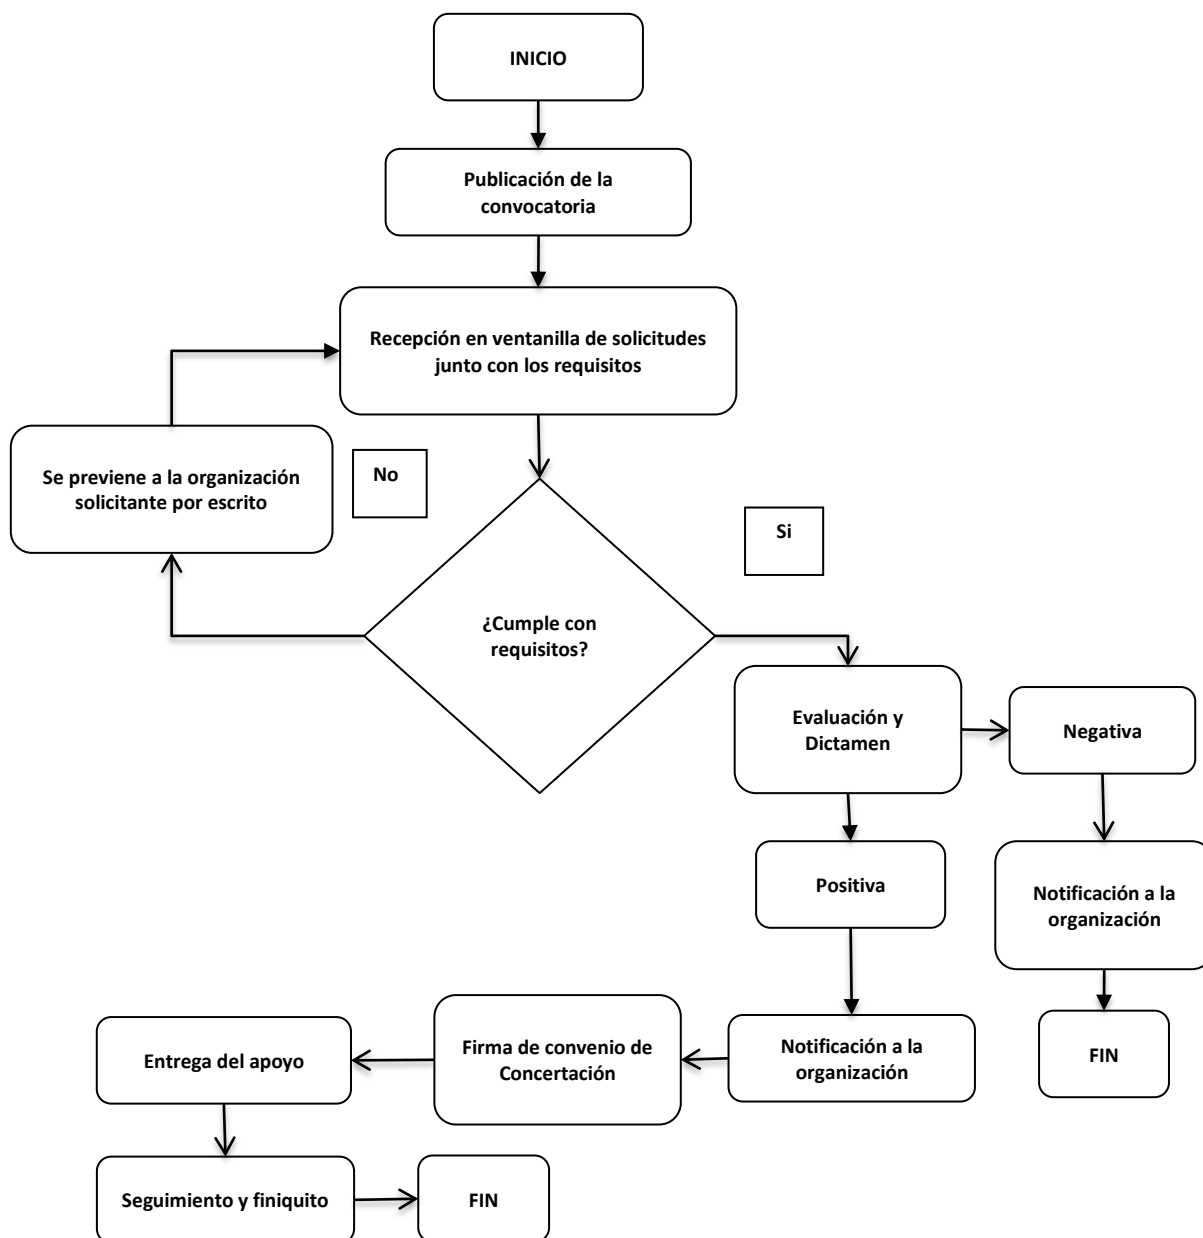 INICIO
Publicación de la
convocatoria
Recepción en ventanilla de solicitudes
junto con los requisitos
Se previene a la organización
solicitante por escrito
No
Si
¿Cumple con
requisitos?
Evaluación y
Dictamen
Negativa
Positiva
Notificación a la
organización
Notificación a la
organización
Firma de convenio de
Concertación
Entrega del apoyo
FIN
Seguimiento y finiquito
FIN